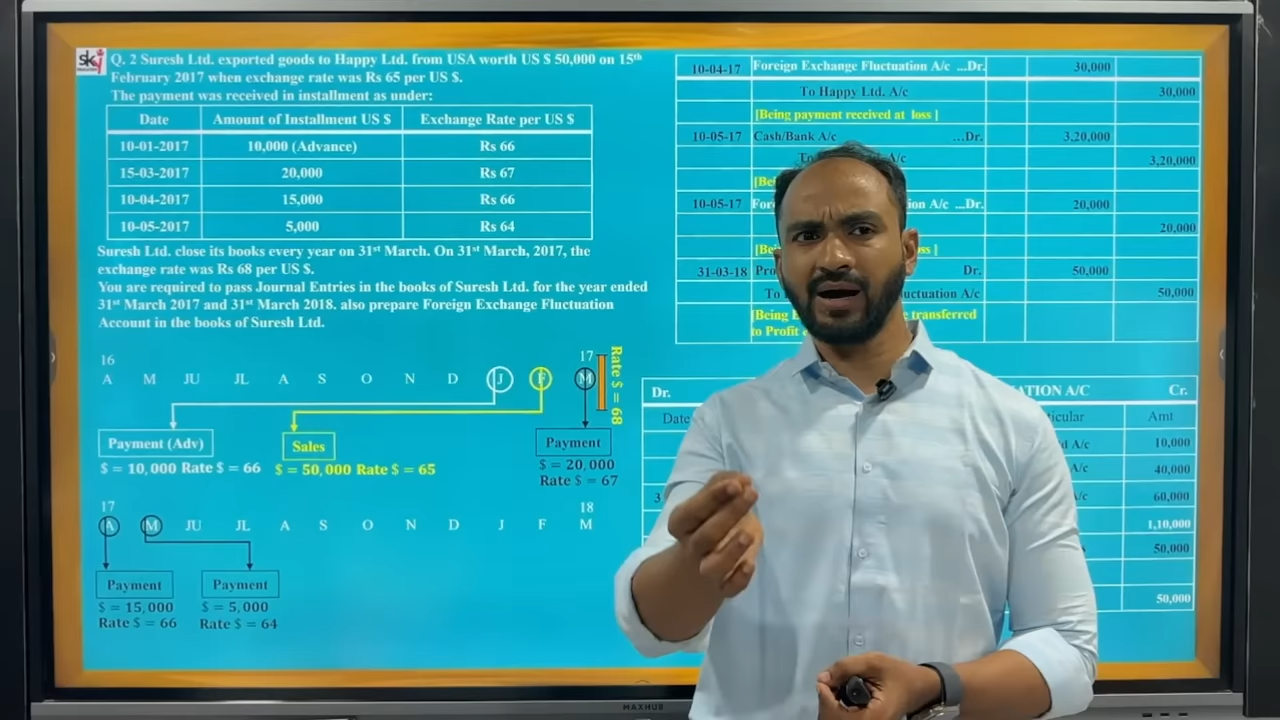 sky
Q. 2 Suresh Ltd. exported goods to Happy Ltd. from USA worth US $ 50,000 on 15th
February 2017 when exchange rate was Rs 65 per US $.
The payment was received in installment as under:
Date Amount of Installment US $ Exchange Rate per US $
10-01-2017 10,000 (Advance) Rs 66
15-03-2017 20,000 Rs 67
10-04-2017 15,000 Rs 66
10-05-2017 5,000 Rs 64
Suresh Ltd. close its books every year on 31st March. On 31st March, 2017, the
exchange rate was Rs 68 per US $.
You are required to pass Journal Entries in the books of Suresh Ltd. for the year ended
31st March 2017 and 31st March 2018. also prepare Foreign Exchange Fluctuation
Account in the books of Suresh Ltd.
16 17
A M JU JL A S O N D J F M
Rate $ = 68
Payment (Adv) Sales Payment
$ = 10,000 Rate $ = 66 $ = 50,000 Rate $ = 65 $ = 20,000
Rate $ = 67
17 18
A M JU JL A S O N D J F M
Payment Payment
$ = 15,000 $ = 5,000
Rate $ = 66 Rate $ = 64
10-04-17 Foreign Exchange Fluctuation A/c ...Dr. 30,000
To Happy Ltd. A/c 30,000
[Being payment received at loss ]
10-05-17 Cash/Bank A/c ...Dr. 3,20,000
To A/c 3,20,000
10-05-17 A/c ...Dr. 20,000
20,000
31-03-18 Dr. 50,000
To A/c 50,000
[Being transferred
to Profit
Dr. A/C Cr.
Date Amt
A/c 10,000
A/c 40,000
60,000
1,10,000
50,000
50,000
MAXHUB